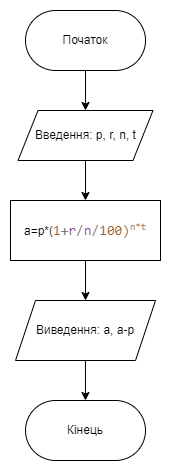 Початок
Введення: p, r, n, t
a=p*(1+r/n/100)^n*t
Виведення: a, a-p
Кінець